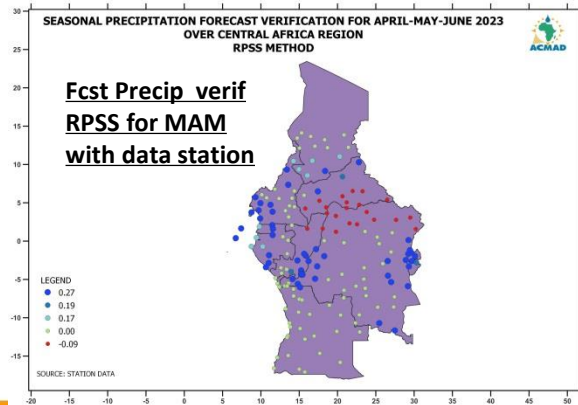 SEASONAL PRECIPITATION FORECAST VERIFICATION FOR APRIL-MAY-JUNE 2023
OVER CENTRAL AFRICA REGION
RPSS METHOD
ACMAD
Fcst Precip verif
RPSS for MAM
with data station
30
25
20
15
10
5
0
-5
-10
-15
LEGEND
0.27
0.19
0.17
0.00
-0.09
SOURCE: STATION DATA
-20 -15 -10 -5 0 5 10 15 20 25 30 35 40 45 50